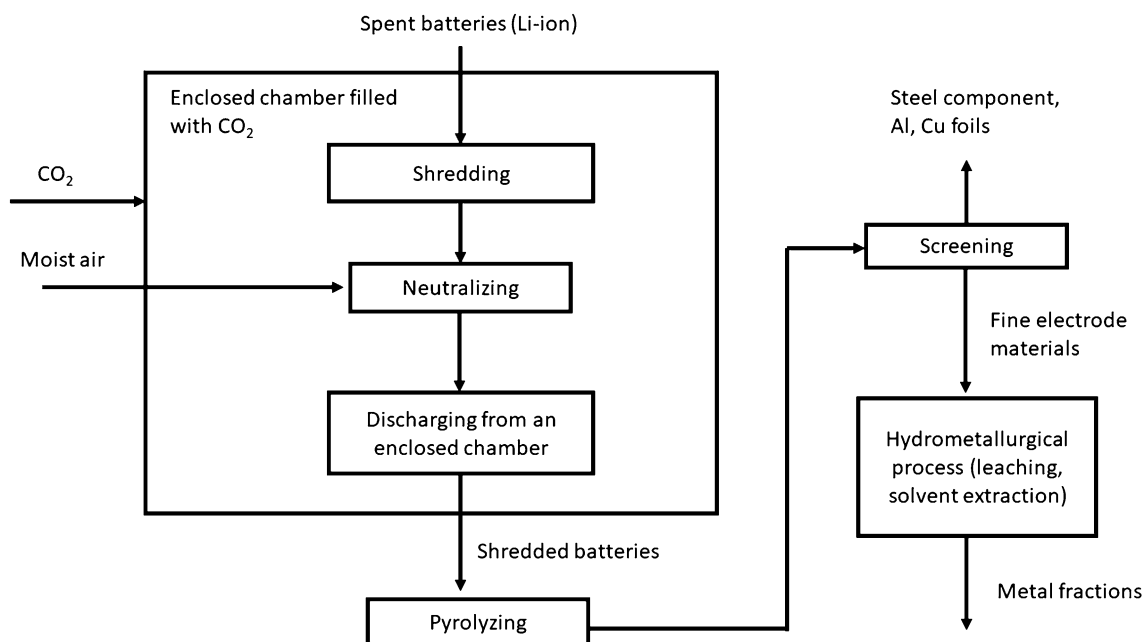 Spent batteries (Li-ion)
Enclosed chamber filled
with CO₂
Shredding
CO₂
Moist air
Neutralizing
Discharging from an
enclosed chamber
Shredded batteries
Pyrolyzing
Steel component,
Al, Cu foils
Screening
Fine electrode
materials
Hydrometallurgical
process (leaching,
solvent extraction)
Metal fractions